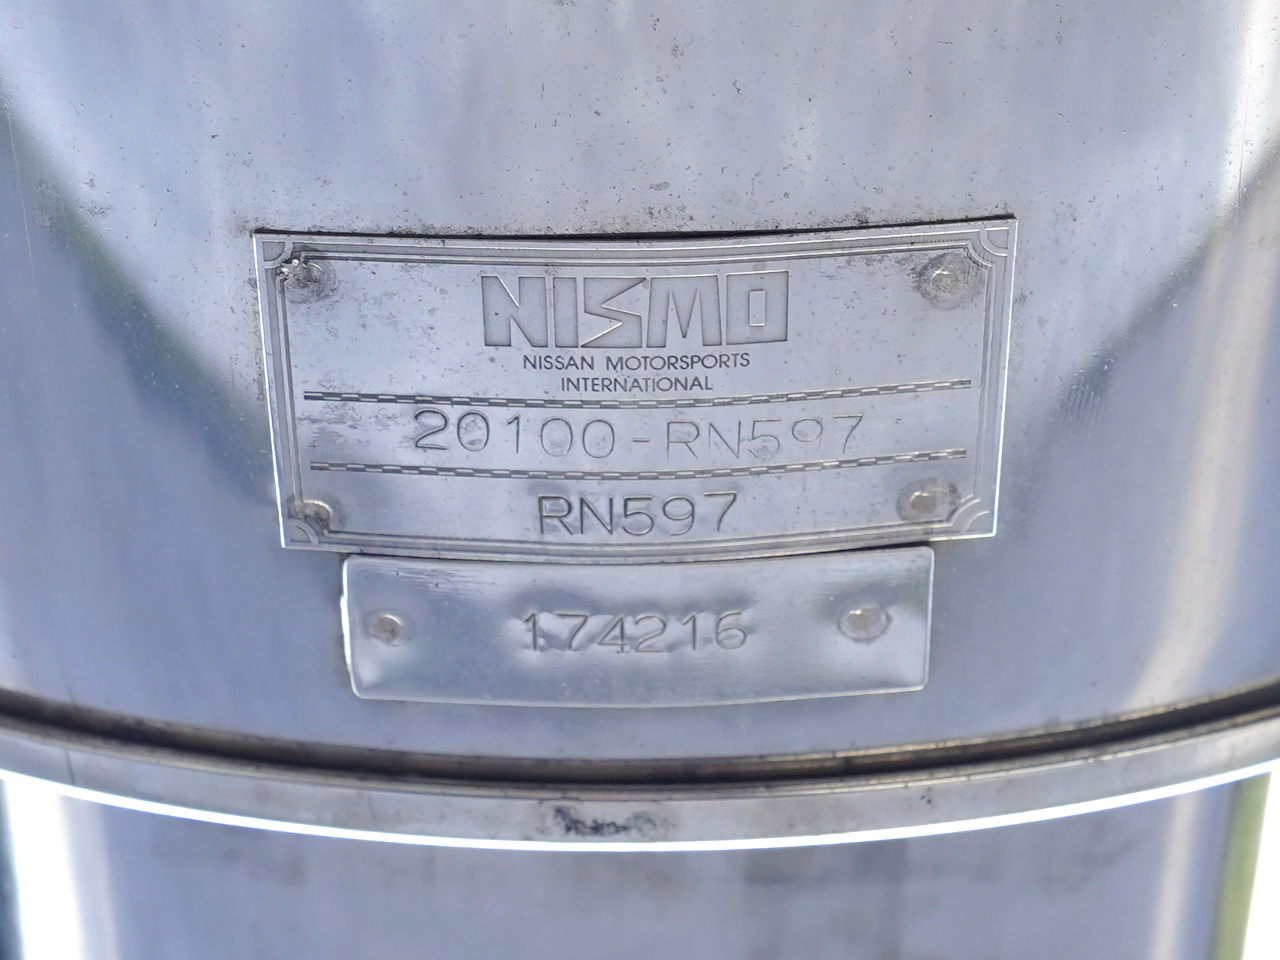 NISMO
NISSAN MOTORSPORTS
INTERNATIONAL
20100-RN597
RN597
174216